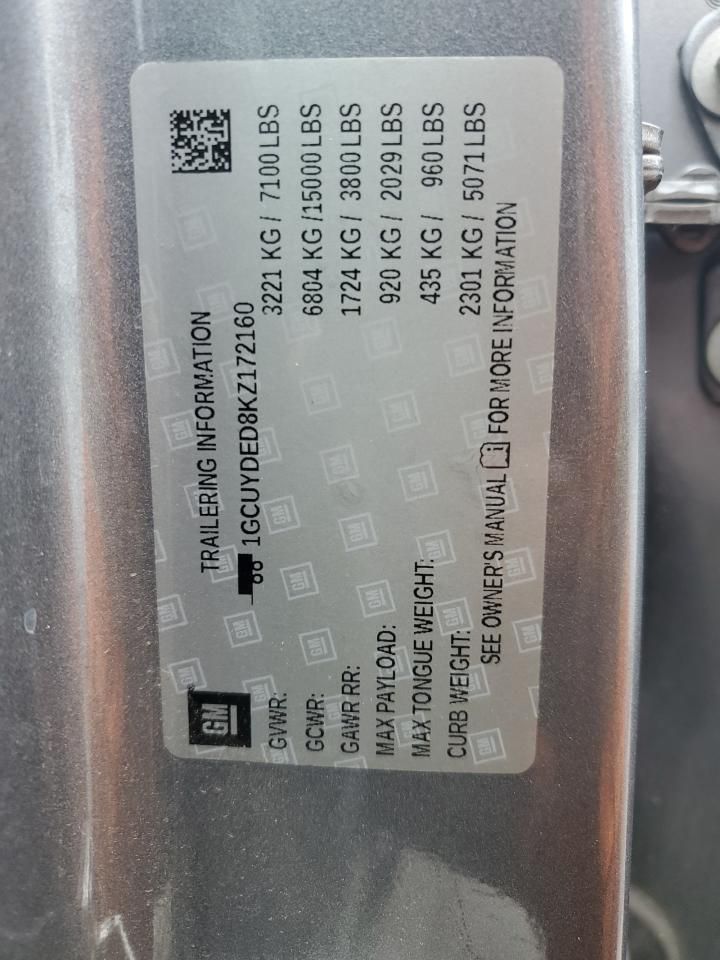 GM
TRAILERING INFORMATION
1GCUYDED8KZ172160
GVWR: 3221 KG / 7100 LBS
GCWR: 6804 KG /15000 LBS
GAWR RR: 1724 KG / 3800 LBS
MAX PAYLOAD: 920 KG / 2029 LBS
MAX TONGUE WEIGHT: 435 KG / 960 LBS
CURB WEIGHT: 2301 KG / 5071 LBS
SEE OWNER'S MANUAL FOR MORE INFORMATION